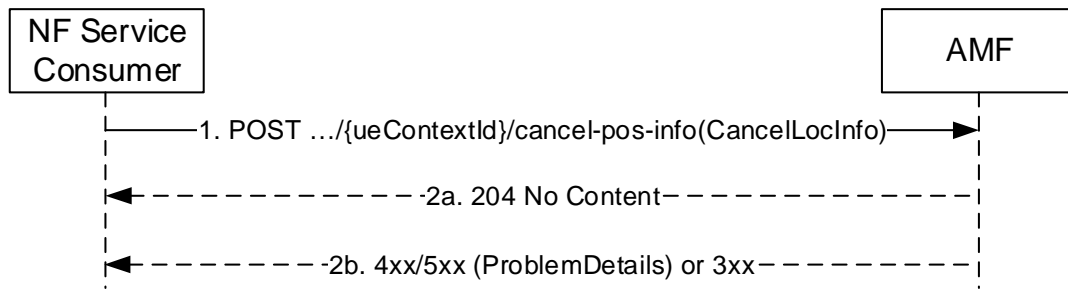 NF Service
Consumer
AMF
1. POST …/{ueContextId}/cancel-pos-info(CancelLocInfo)
2a. 204 No Content
2b. 4xx/5xx (ProblemDetails) or 3xx